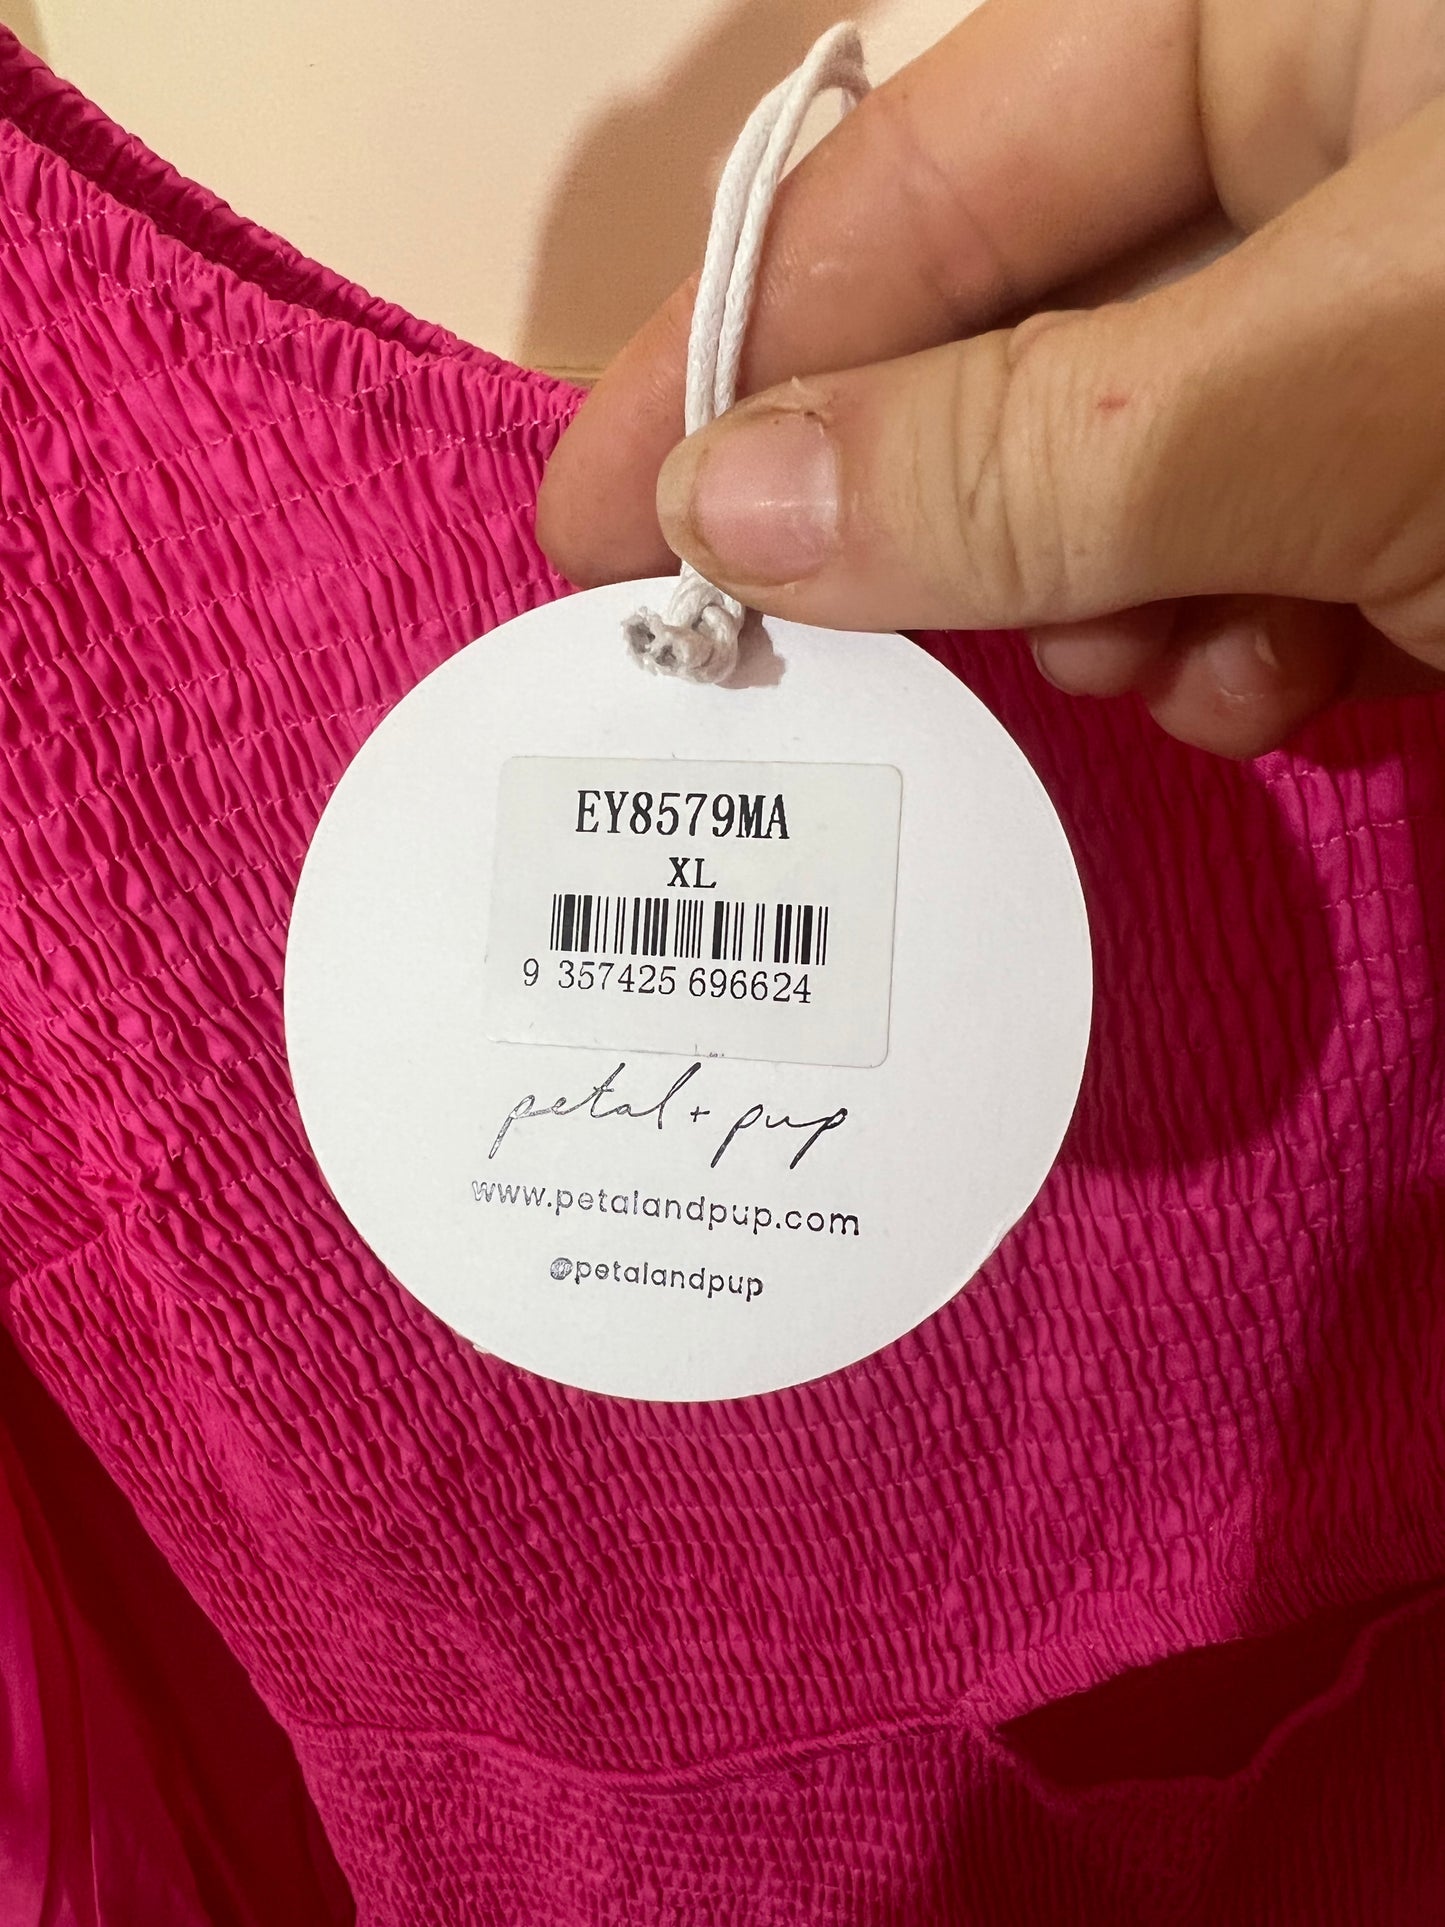 EY8579MA
XL
9 357425 696624
petal + pup
www.petalandpup.com
@petalandpup